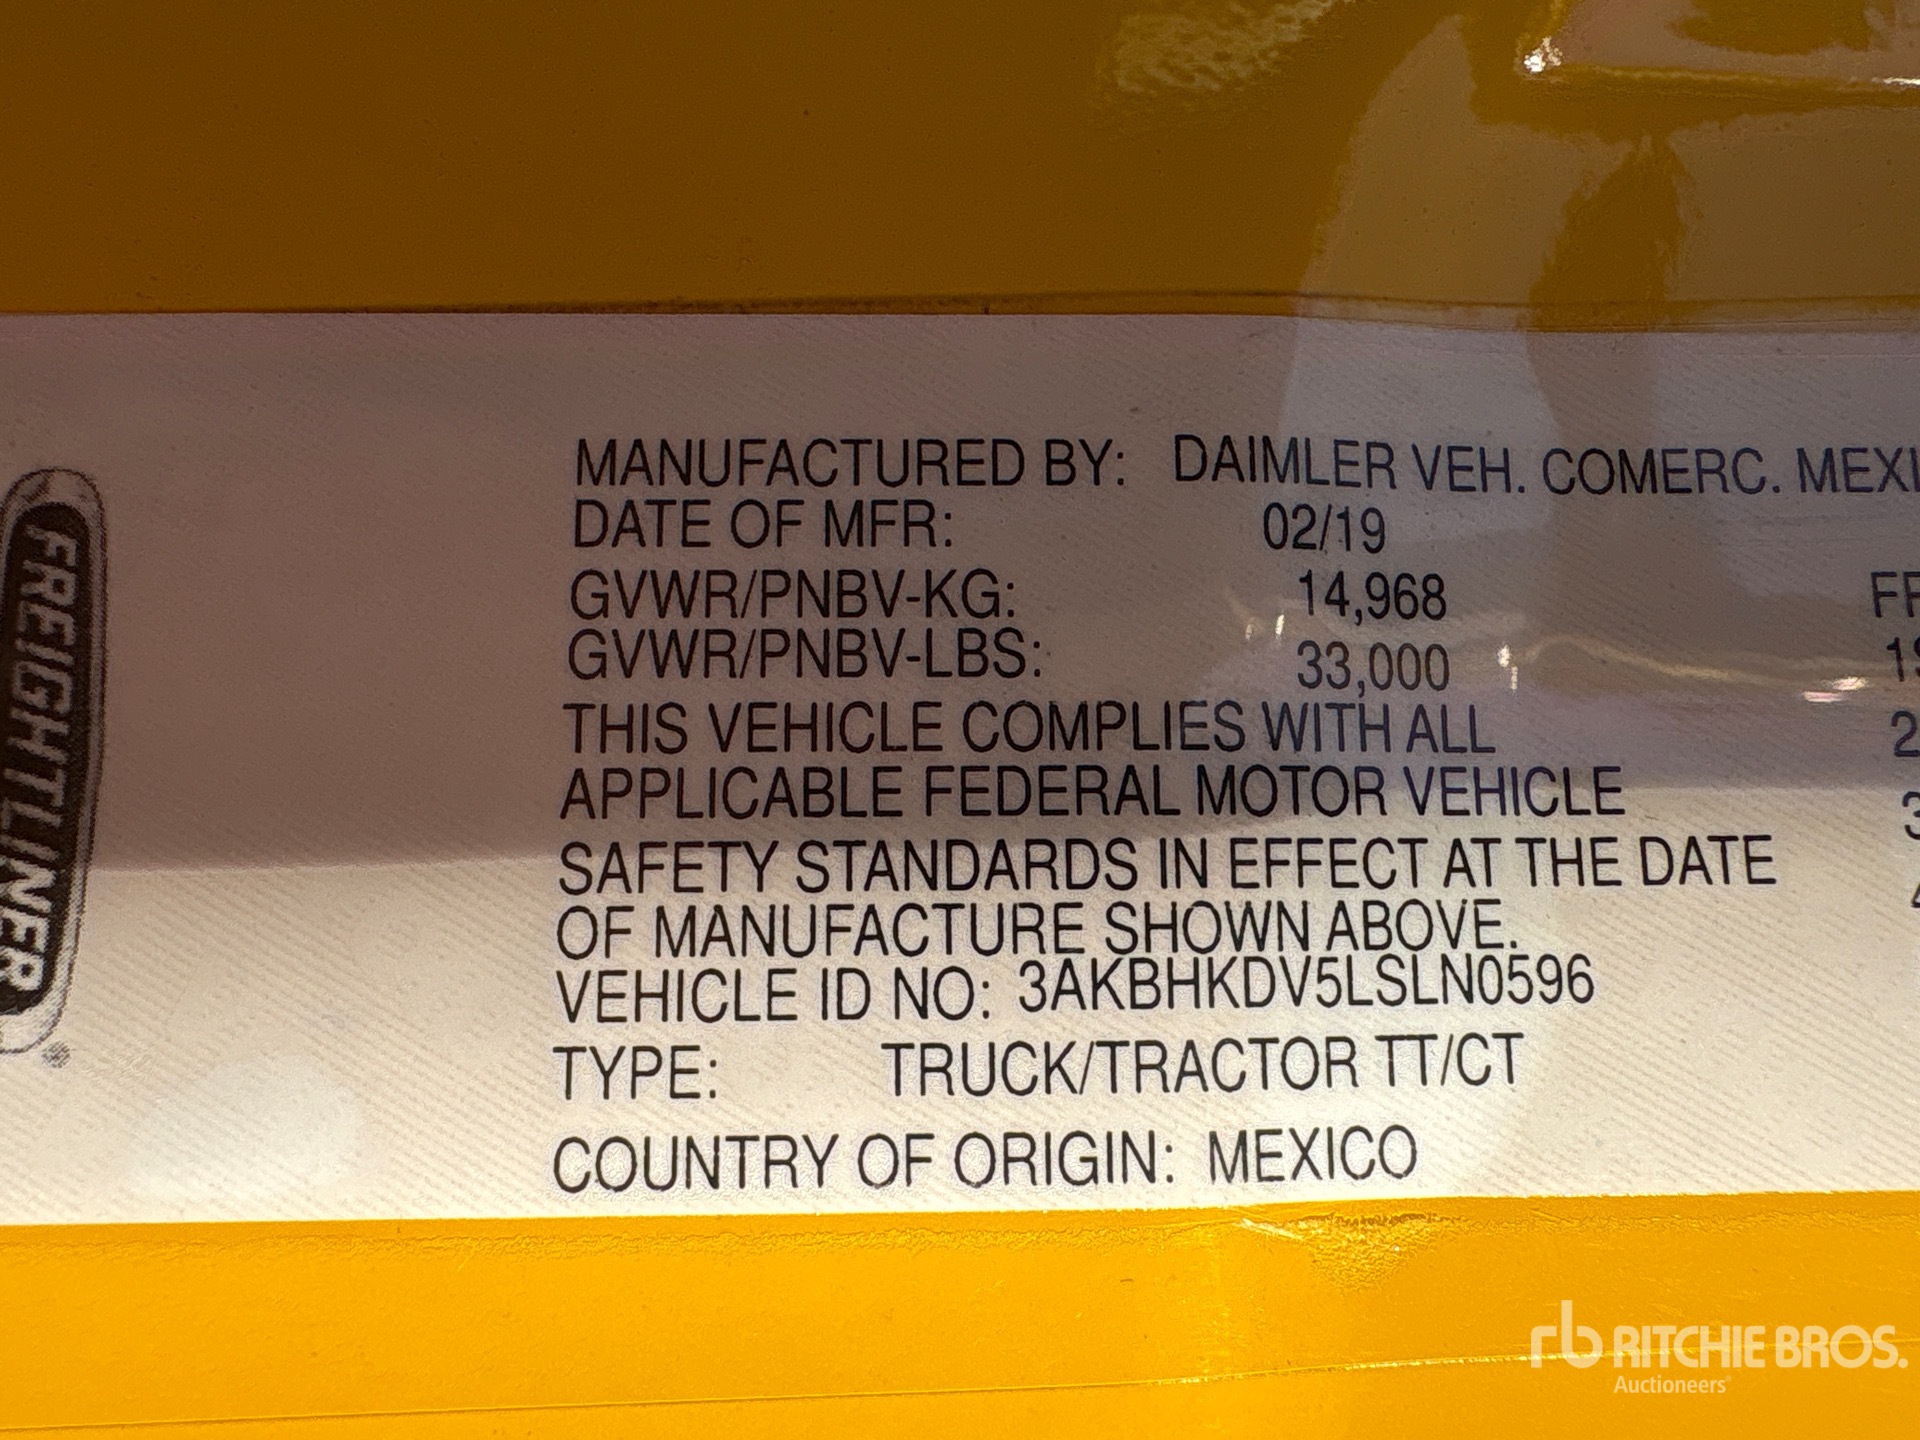 FREIGHTLINER
®
MANUFACTURED BY: DAIMLER VEH. COMERC. MEXI
DATE OF MFR: 02/19
GVWR/PNBV-KG: 14,968
GVWR/PNBV-LBS: 33,000
THIS VEHICLE COMPLIES WITH ALL
APPLICABLE FEDERAL MOTOR VEHICLE
SAFETY STANDARDS IN EFFECT AT THE DATE
OF MANUFACTURE SHOWN ABOVE.
VEHICLE ID NO: 3AKBHKDV5LSLN0596
TYPE: TRUCK/TRACTOR TT/CT
COUNTRY OF ORIGIN: MEXICO
rb RITCHIE BROS.
Auctioneers